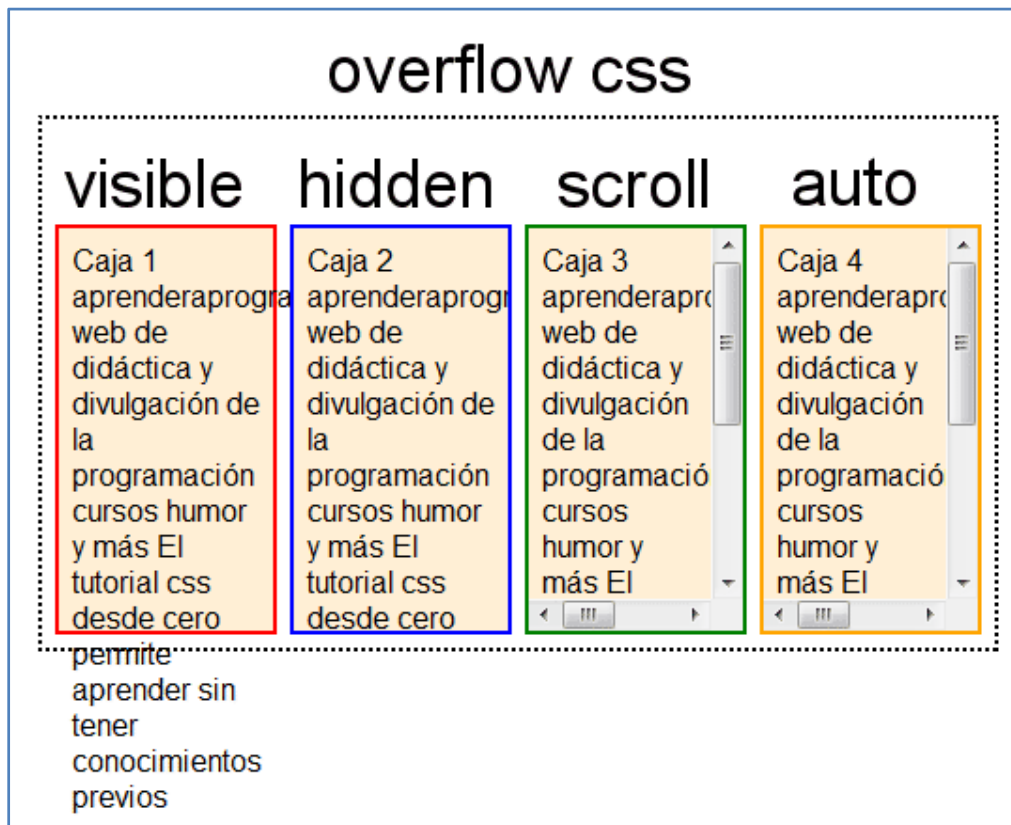 overflow css
visible
hidden
scroll
auto
Caja 1
aprenderaprogra
web de
didáctica y
divulgación de
la
programación
cursos humor
y más El
tutorial css
desde cero
permite
aprender sin
tener
conocimientos
previos
Caja 2
aprenderaprogr
web de
didáctica y
divulgación de
la
programación
cursos humor
y más El
tutorial css
desde cero
Caja 3
aprenderapro
web de
didáctica y
divulgación
de la
programació
cursos
humor y
más El
Caja 4
aprenderapro
web de
didáctica y
divulgación
de la
programació
cursos
humor y
más El